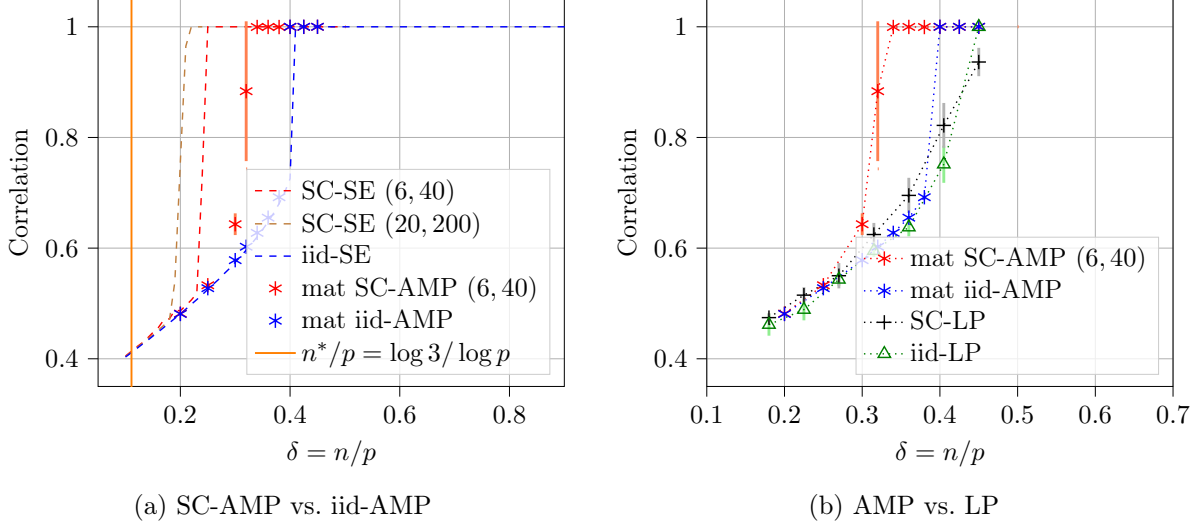 1
0.8
0.6
0.4
0.2
0.4
0.6
0.8
Correlation
δ = n/p
SC-SE (6, 40)
SC-SE (20, 200)
iid-SE
mat SC-AMP (6, 40)
mat iid-AMP
n*/p = log 3/ log p
(a) SC-AMP vs. iid-AMP
1
0.8
0.6
0.4
0.1
0.2
0.3
0.4
0.5
0.6
0.7
Correlation
δ = n/p
mat SC-AMP (6, 40)
mat iid-AMP
SC-LP
iid-LP
(b) AMP vs. LP